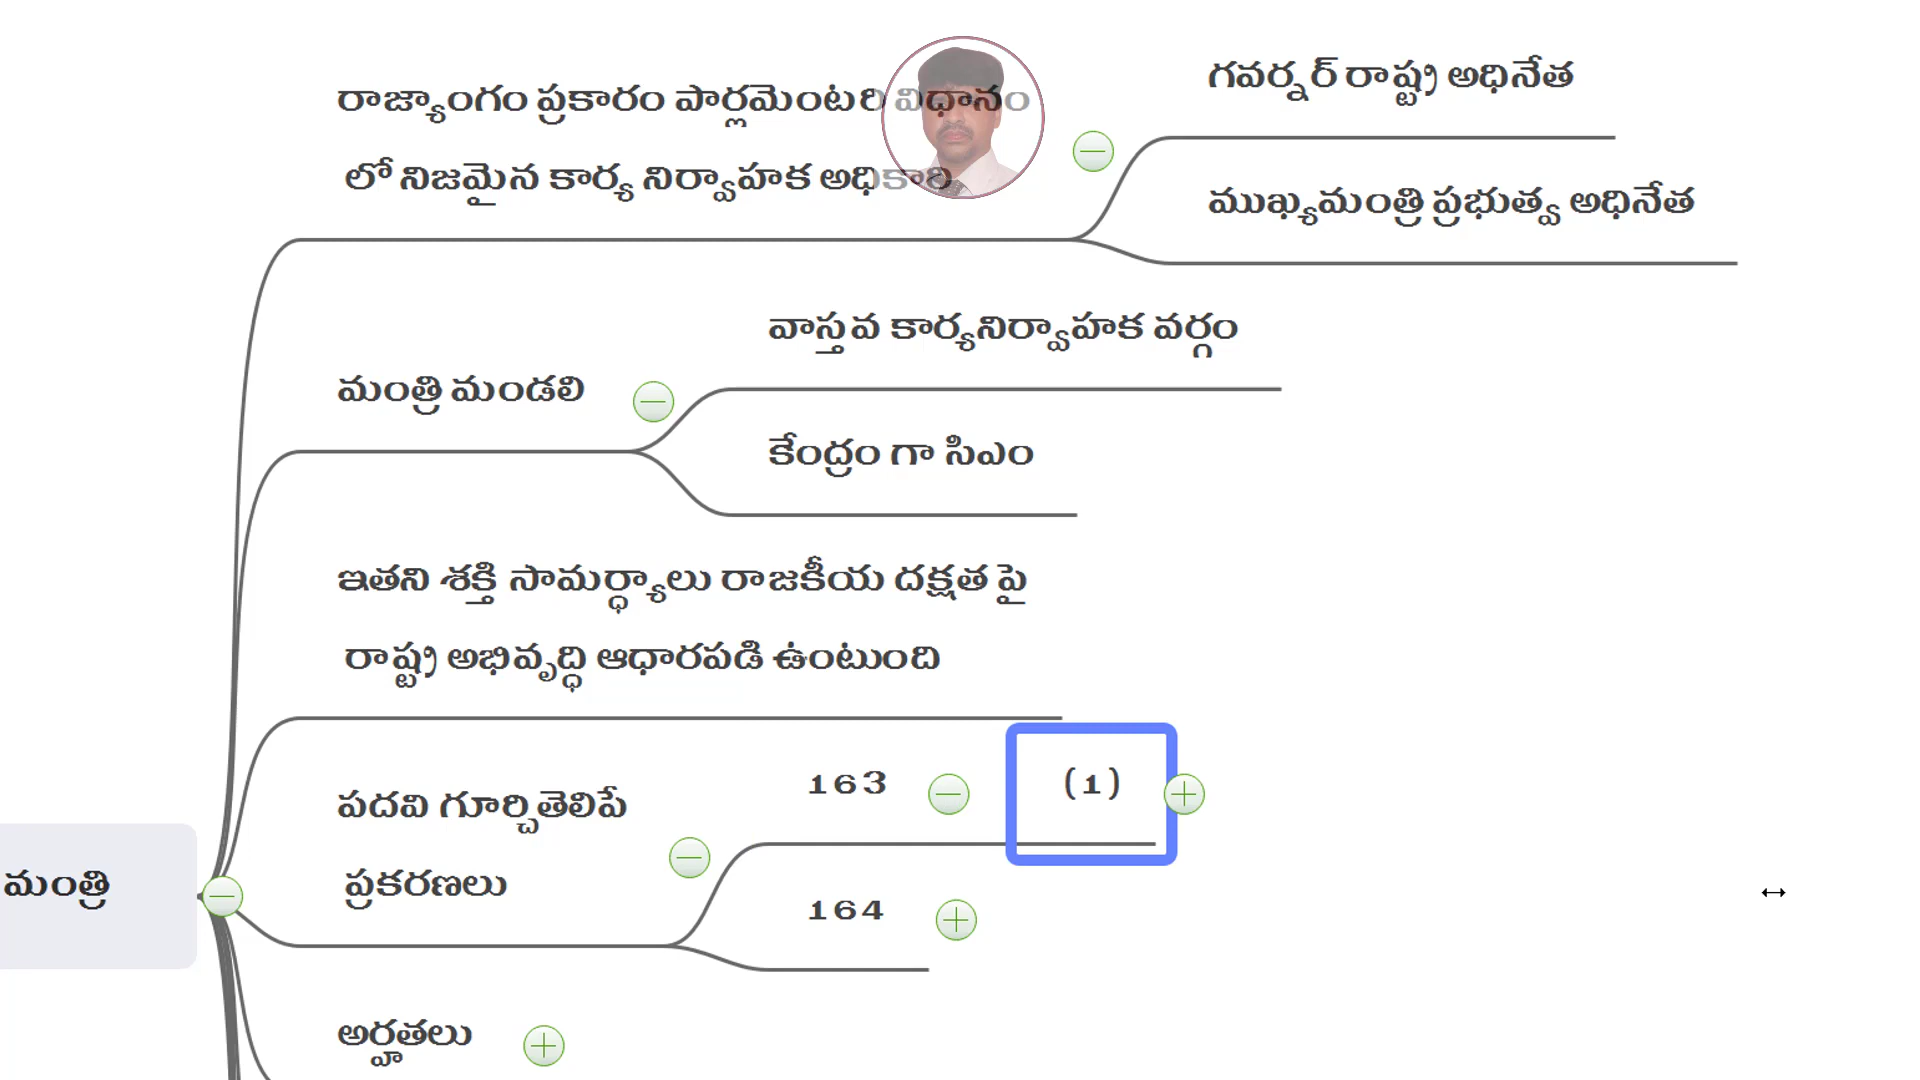 రాజ్యాంగం ప్రకారం పార్లమెంటరి విధానం
లో నిజమైన కార్య నిర్వాహక అధికారి
గవర్నర్ రాష్ట్ర అధినేత
ముఖ్యమంత్రి ప్రభుత్వ అధినేత
మంత్రి మండలి
వాస్తవ కార్యనిర్వాహక వర్గం
కేంద్రం గా సిఎం
ఇతని శక్తి సామర్ధ్యాలు రాజకీయ దక్షత పై
రాష్ట్ర అభివృద్ధి ఆధారపడి ఉంటుంది
పదవి గూర్చితెలిపే
ప్రకరణలు
163
(1)
164
మంత్రి
అర్హతలు